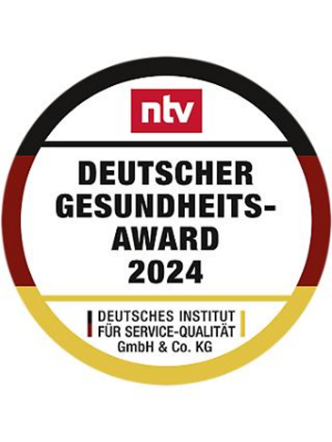 ntv
DEUTSCHER
GESUNDHEITS-
AWARD
2024
DEUTSCHES INSTITUT
FÜR SERVICE-QUALITÄT
GmbH & Co. KG